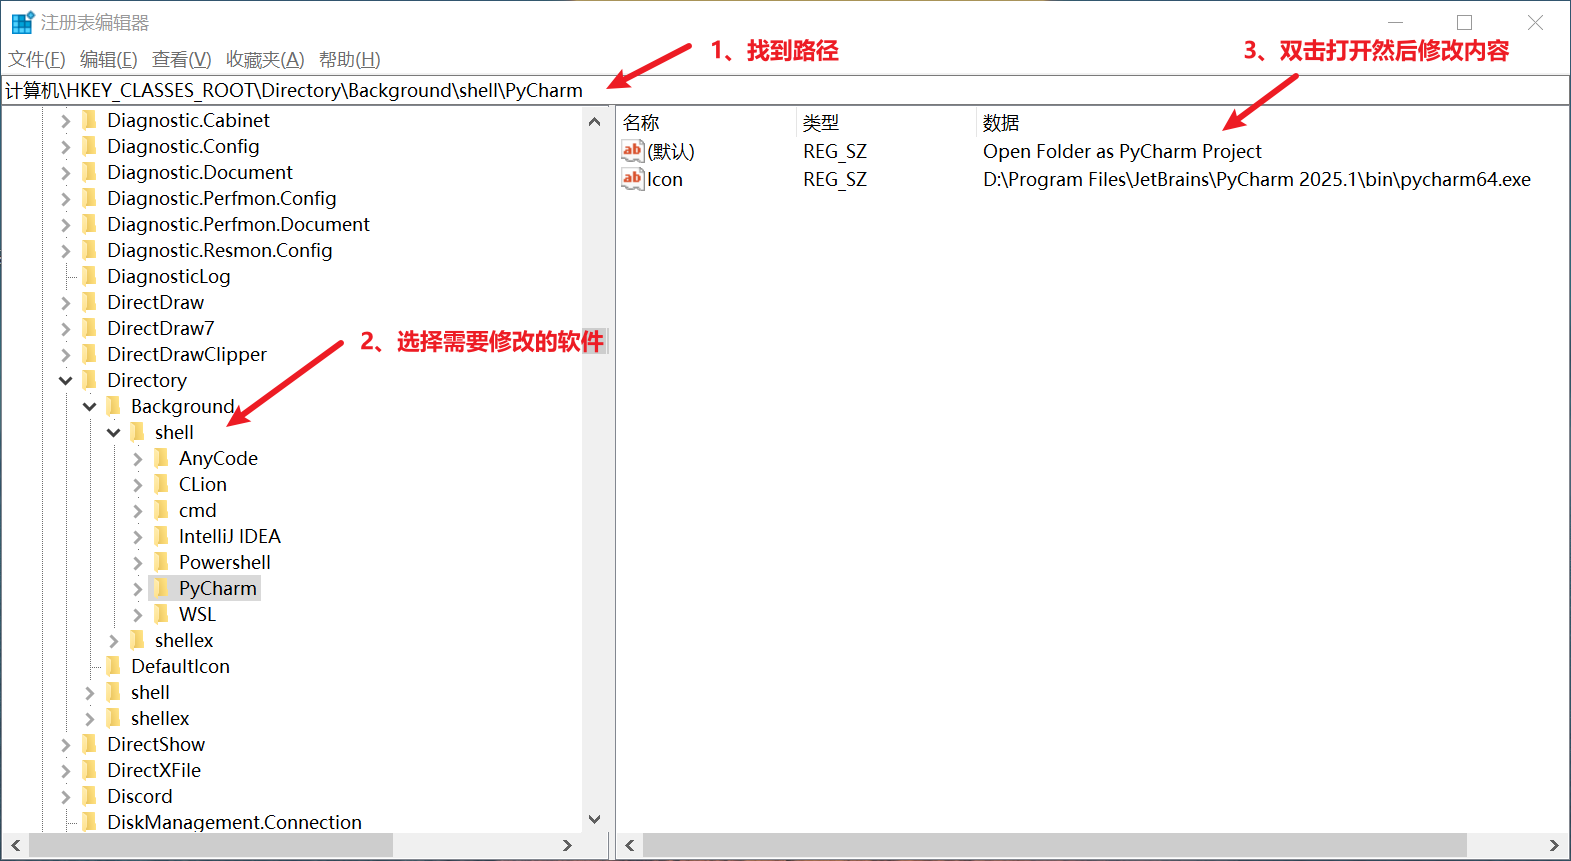 注册表编辑器
文件(F) 编辑(E) 查看(V) 收藏夹(A) 帮助(H)
1、找到路径
3、双击打开然后修改内容
计算机\HKEY_CLASSES_ROOT\Directory\Background\shell\PyCharm
Diagnostic.Cabinet
Diagnostic.Config
Diagnostic.Document
Diagnostic.Perfmon.Config
Diagnostic.Perfmon.Document
Diagnostic.Resmon.Config
DiagnosticLog
DirectDraw
DirectDraw7
DirectDrawClipper
Directory
Background
shell
AnyCode
CLion
cmd
IntelliJ IDEA
Powershell
PyCharm
WSL
shellex
DefaultIcon
shell
shellex
DirectShow
DirectXFile
Discord
DiskManagement.Connection
2、选择需要修改的软件
名称 类型 数据
ab (默认) REG_SZ Open Folder as PyCharm Project
ab Icon REG_SZ D:\Program Files\JetBrains\PyCharm 2025.1\bin\pycharm64.exe